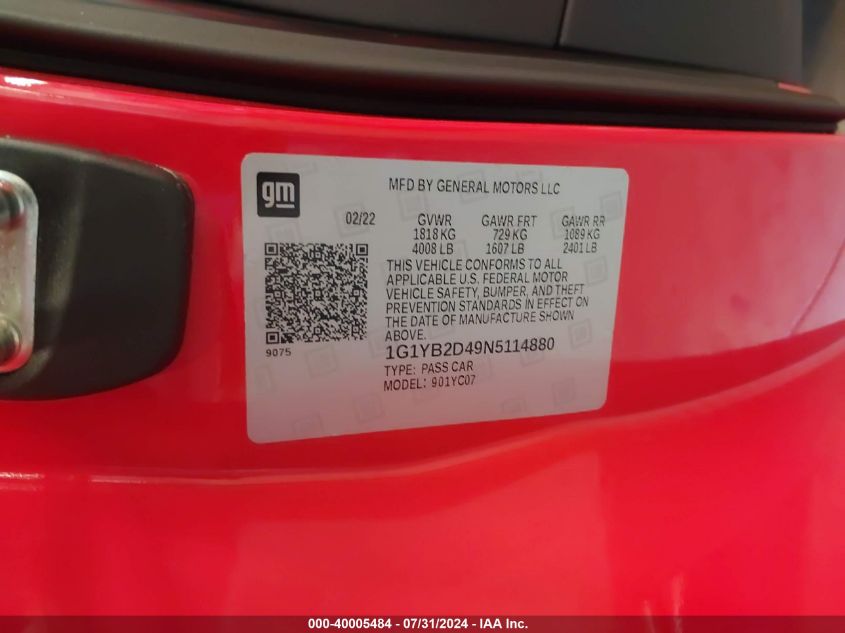 gm
MFD BY GENERAL MOTORS LLC
02/22 GVWR GAWR FRT GAWR RR
1818 KG 729 KG 1089 KG
4008 LB 1607 LB 2401 LB
THIS VEHICLE CONFORMS TO ALL
APPLICABLE U.S. FEDERAL MOTOR
VEHICLE SAFETY, BUMPER, AND THEFT
PREVENTION STANDARDS IN EFFECT ON
THE DATE OF MANUFACTURE SHOWN
ABOVE.
9075
1G1YB2D49N5114880
TYPE: PASS CAR
MODEL: 901YC07
000-40005484 - 07/31/2024 - IAA Inc.